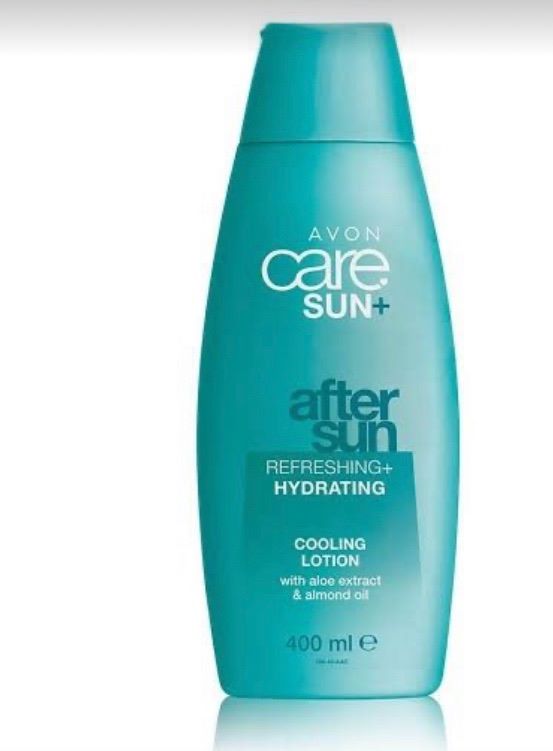 AVON
care
SUN+
after
sun
REFRESHING+
HYDRATING
COOLING
LOTION
with aloe extract
& almond oil
400 ml ℮